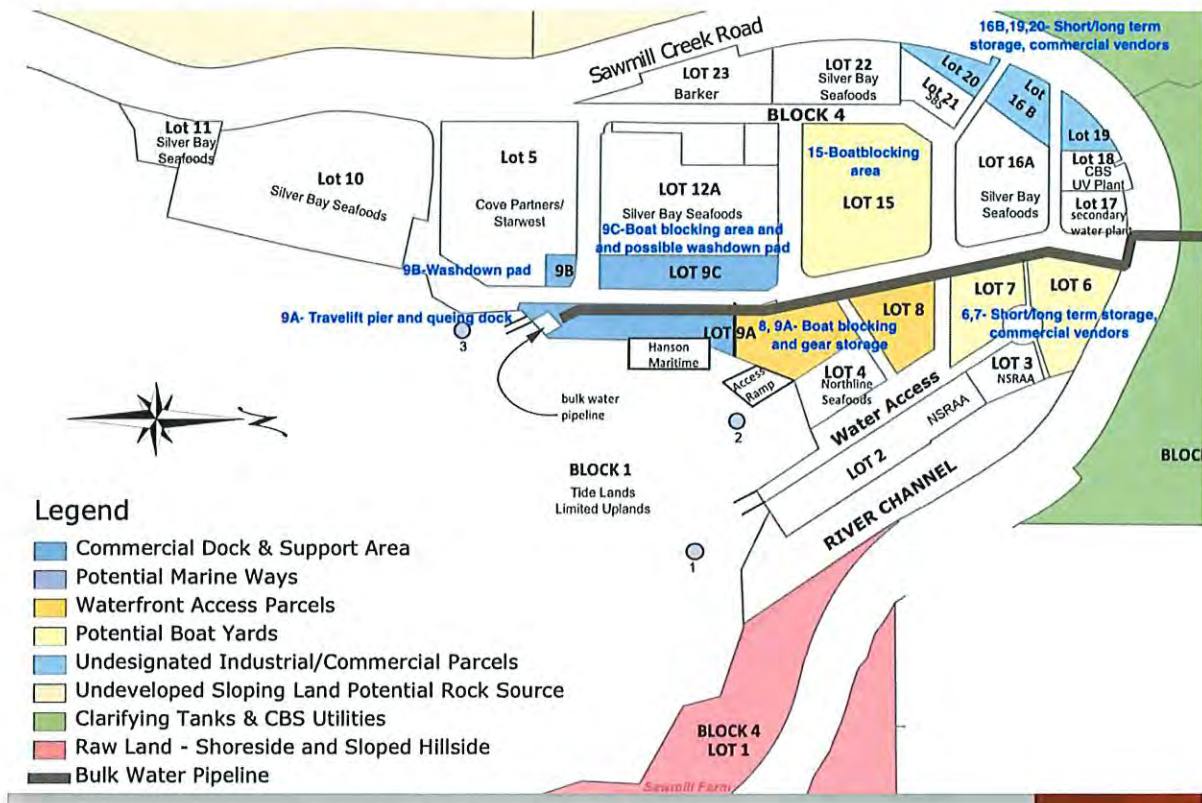 16B,19,20- Short/long term
storage, commercial vendors
Sawmill Creek Road
LOT 23
Barker
LOT 22
Silver Bay
Seafoods
Lot 20
Lot 21
SBS
Lot
16 B
Lot 19
BLOCK 4
Lot 11
Silver Bay
Seafoods
Lot 10
Silver Bay Seafoods
Lot 5
Cove Partners/
Starwest
LOT 12A
Silver Bay Seafoods
9C-Boat blocking area and
and possible washdown pad
15-Boatblocking
area
LOT 15
LOT 16A
Silver Bay
Seafoods
Lot 18
CBS
UV Plant
Lot 17
secondary
water plant
9B-Washdown pad
9B
LOT 9C
9A- Travelift pier and queing dock
3
LOT 9A
8, 9A- Boat blocking
and gear storage
LOT 8
LOT 7
LOT 6
6,7- Short/long term storage,
commercial vendors
Hanson
Maritime
Access
Ramp
LOT 4
Northline
Seafoods
LOT 3
NSRAA
bulk water
pipeline
2
Water Access
NSRAA
LOT 2
RIVER CHANNEL
N
BLOCK 1
Tide Lands
Limited Uplands
BLOC
1
Legend
Commercial Dock & Support Area
Potential Marine Ways
Waterfront Access Parcels
Potential Boat Yards
Undesignated Industrial/Commercial Parcels
Undeveloped Sloping Land Potential Rock Source
Clarifying Tanks & CBS Utilities
Raw Land - Shoreside and Sloped Hillside
Bulk Water Pipeline
BLOCK 4
LOT 1
Sawmill Farm